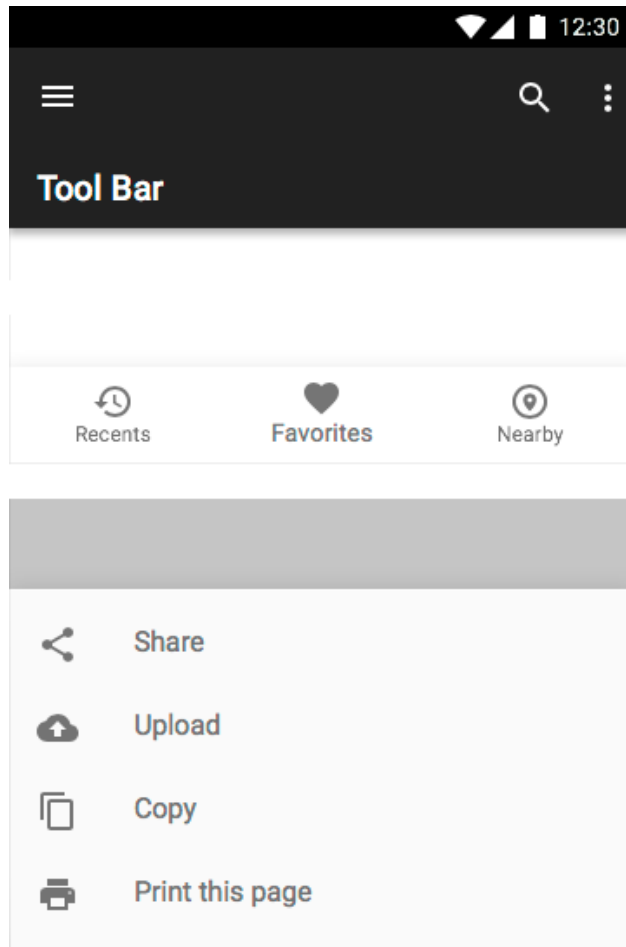 12:30
Tool Bar
Recents Favorites Nearby
Share
Upload
Copy
Print this page